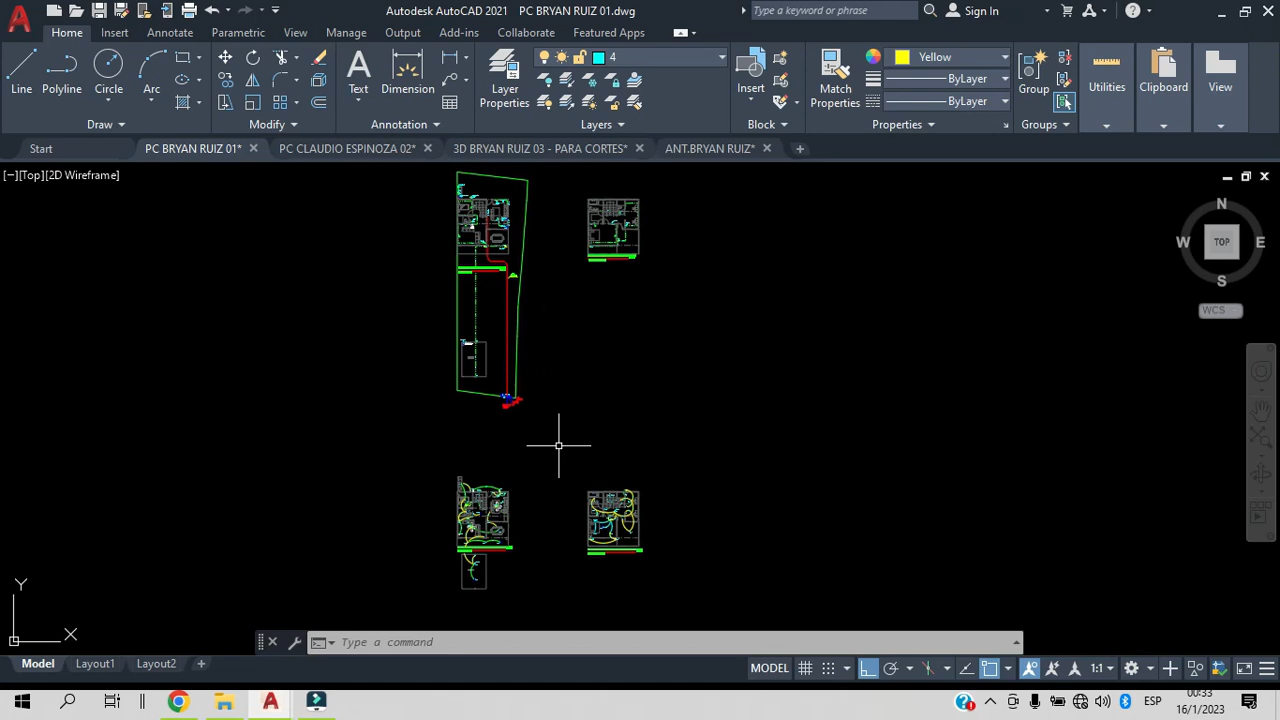 Autodesk AutoCAD 2021 PC BRYAN RUIZ 01.dwg
Type a keyword or phrase
Sign In
Home Insert Annotate Parametric View Manage Output Add-ins Collaborate Featured Apps
Line Polyline Circle Arc
Text Dimension
Layer Properties
4
Insert
Match Properties
Yellow
ByLayer
ByLayer
Group
Utilities
Clipboard
View
Draw Modify Annotation Layers Block Properties Groups
Start PC BRYAN RUIZ 01* PC CLAUDIO ESPINOZA 02* 3D BRYAN RUIZ 03 - PARA CORTES* ANT.BRYAN RUIZ*
[−][Top][2D Wireframe]
N
W TOP E
S
WCS
Y
X
Type a command
Model Layout1 Layout2
MODEL 1:1
ESP
00:33
16/1/2023